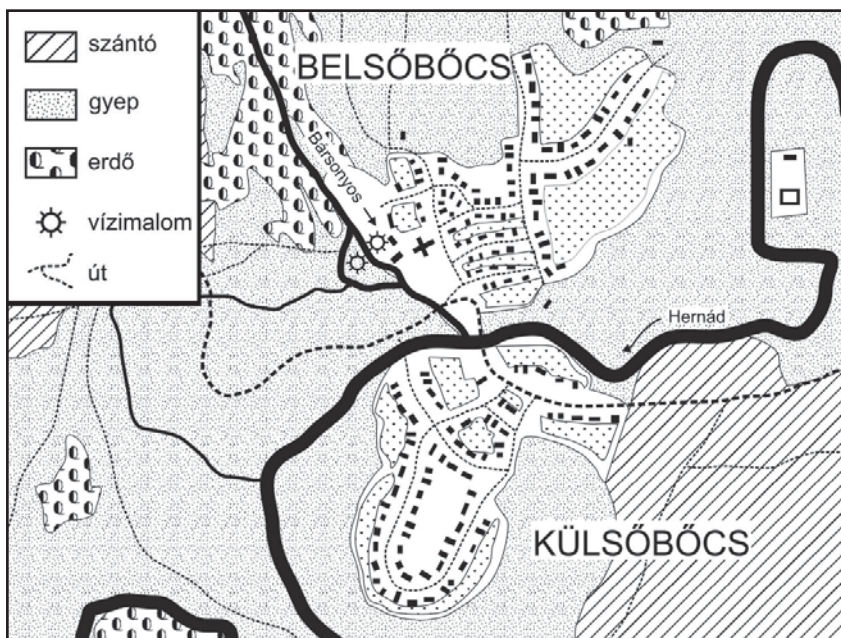 szántó
gyep
erdő
vízimalom
út
BELSŐBŐCS
Bársonyos
Hernád
KÜLSŐBŐCS